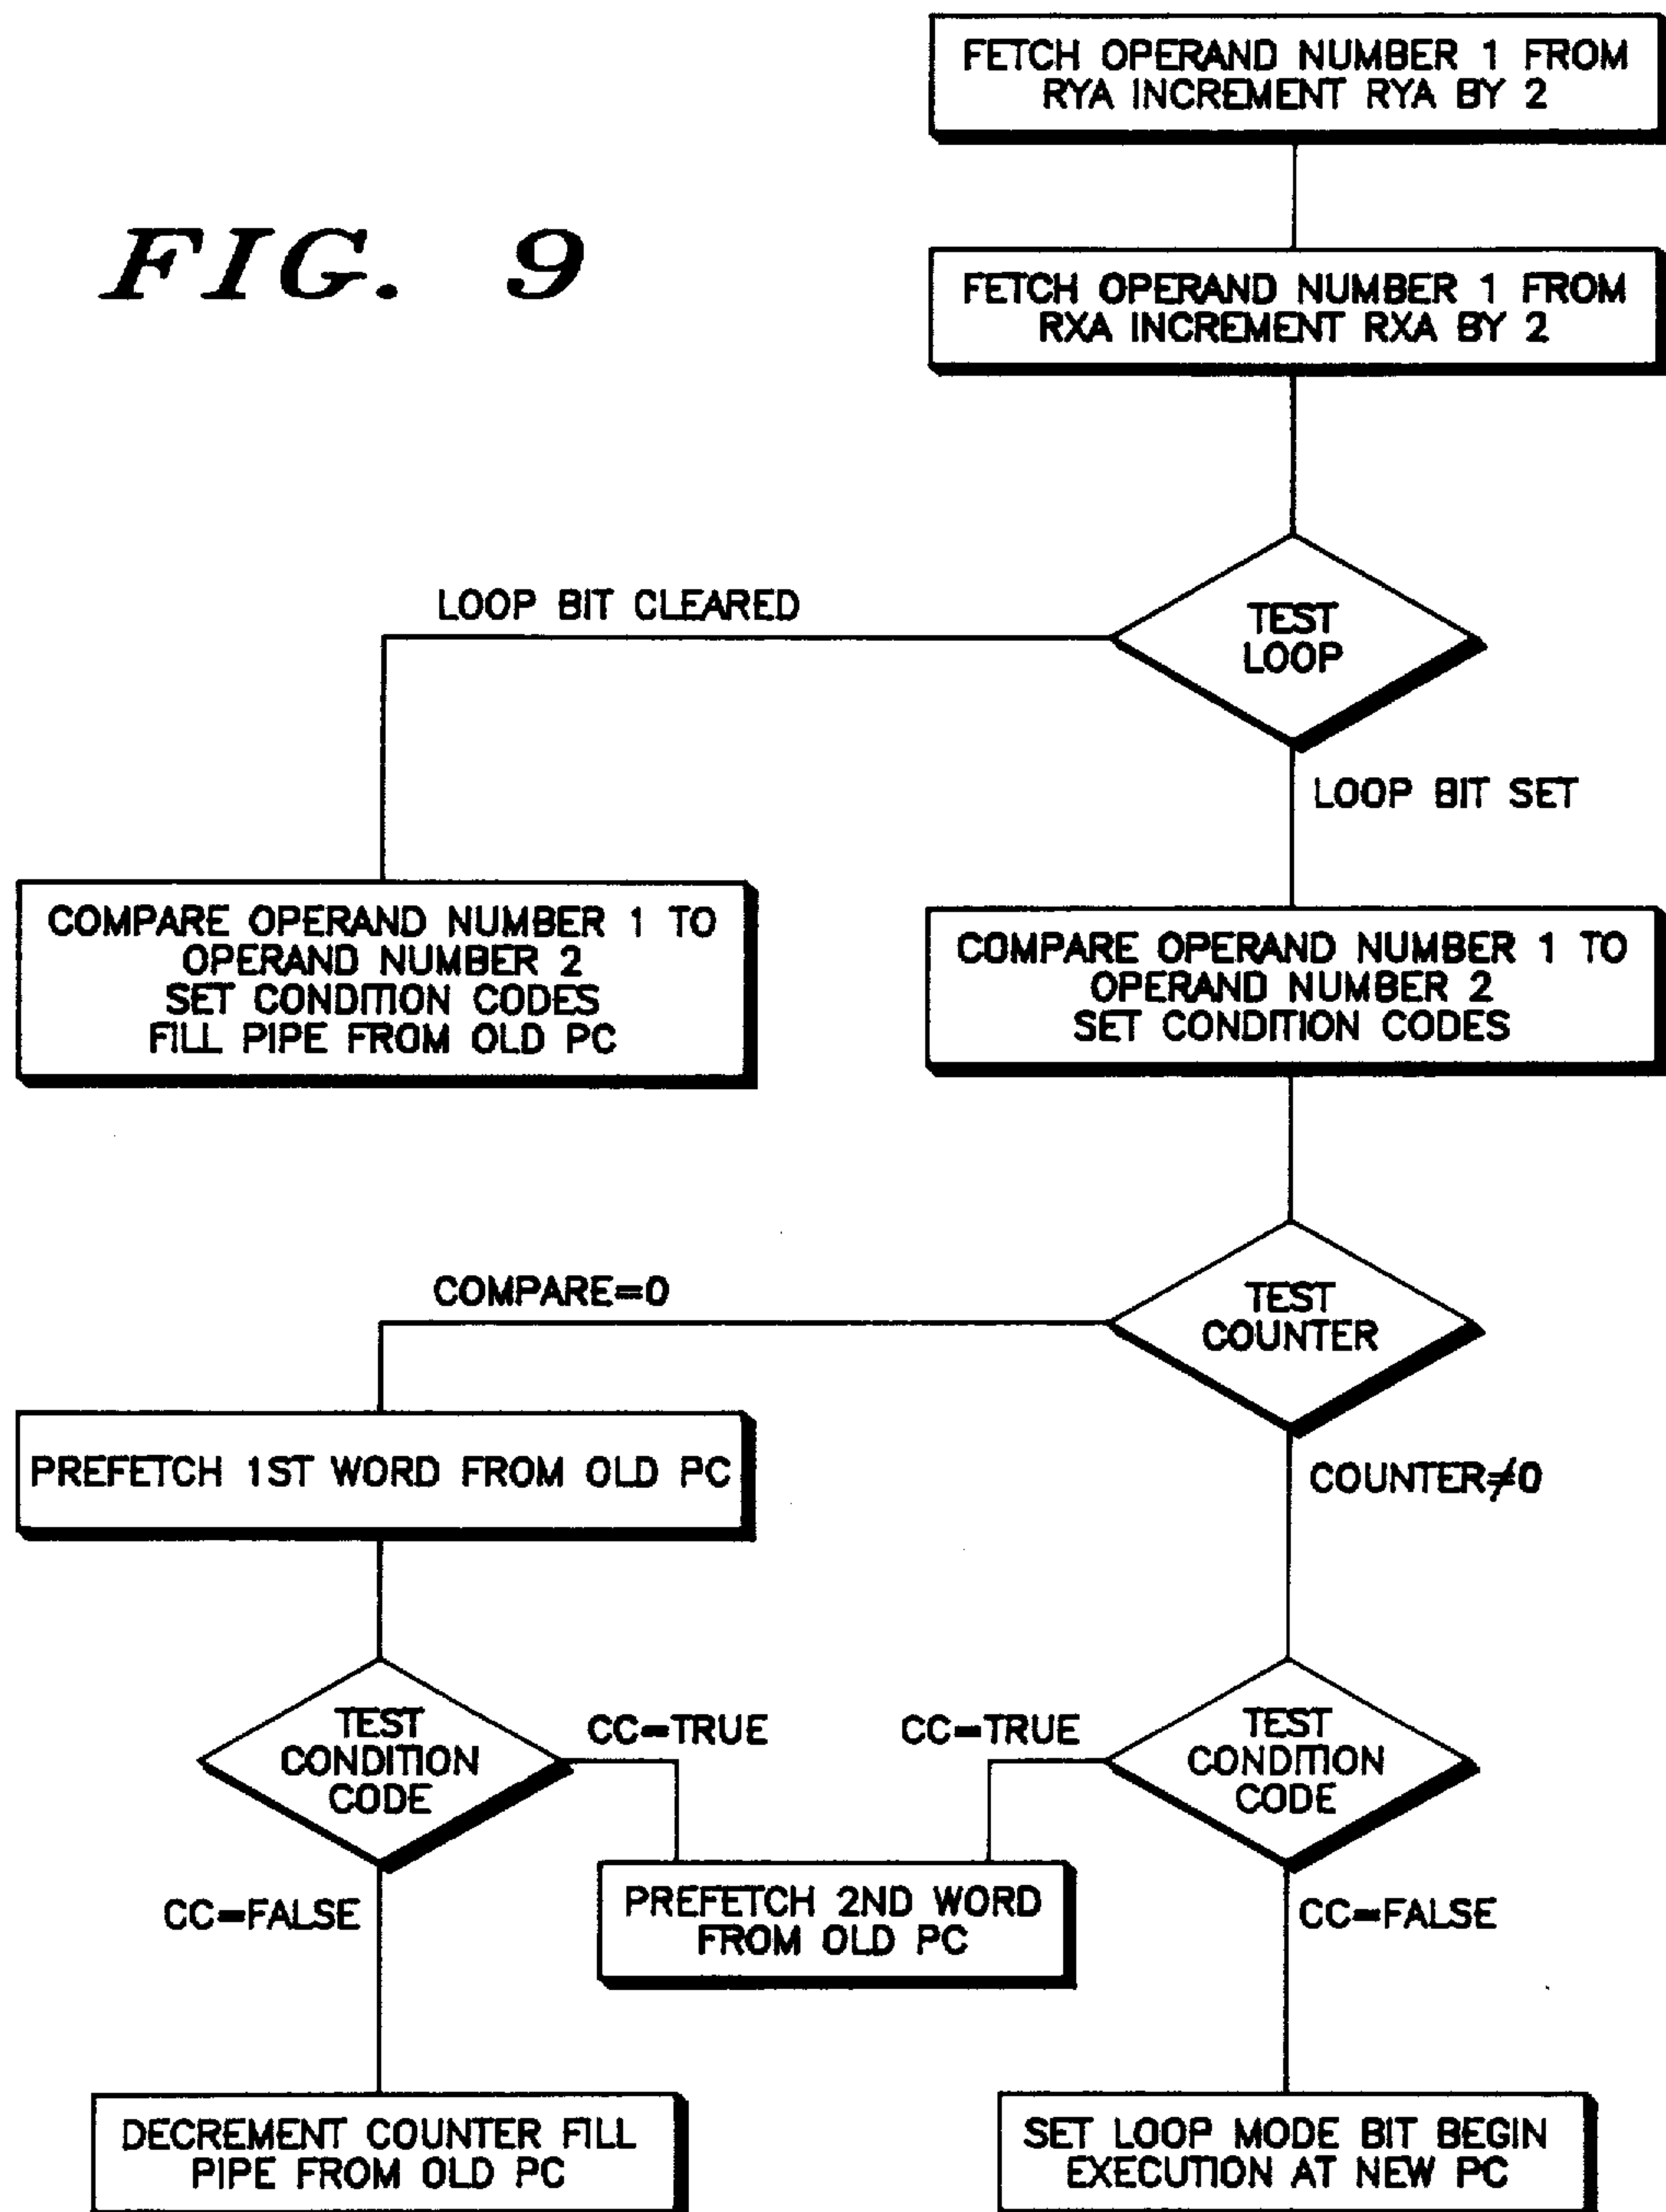 FIG. 9
FETCH OPERAND NUMBER 1 FROM
RYA INCREMENT RYA BY 2
FETCH OPERAND NUMBER 1 FROM
RXA INCREMENT RXA BY 2
TEST
LOOP
LOOP BIT CLEARED
LOOP BIT SET
COMPARE OPERAND NUMBER 1 TO
OPERAND NUMBER 2
SET CONDITION CODES
FILL PIPE FROM OLD PC
COMPARE OPERAND NUMBER 1 TO
OPERAND NUMBER 2
SET CONDITION CODES
TEST
COUNTER
COMPARE=0
COUNTER≠0
PREFETCH 1ST WORD FROM OLD PC
TEST
CONDITION
CODE
CC=TRUE
CC=TRUE
TEST
CONDITION
CODE
PREFETCH 2ND WORD
FROM OLD PC
CC=FALSE
CC=FALSE
DECREMENT COUNTER FILL
PIPE FROM OLD PC
SET LOOP MODE BIT BEGIN
EXECUTION AT NEW PC